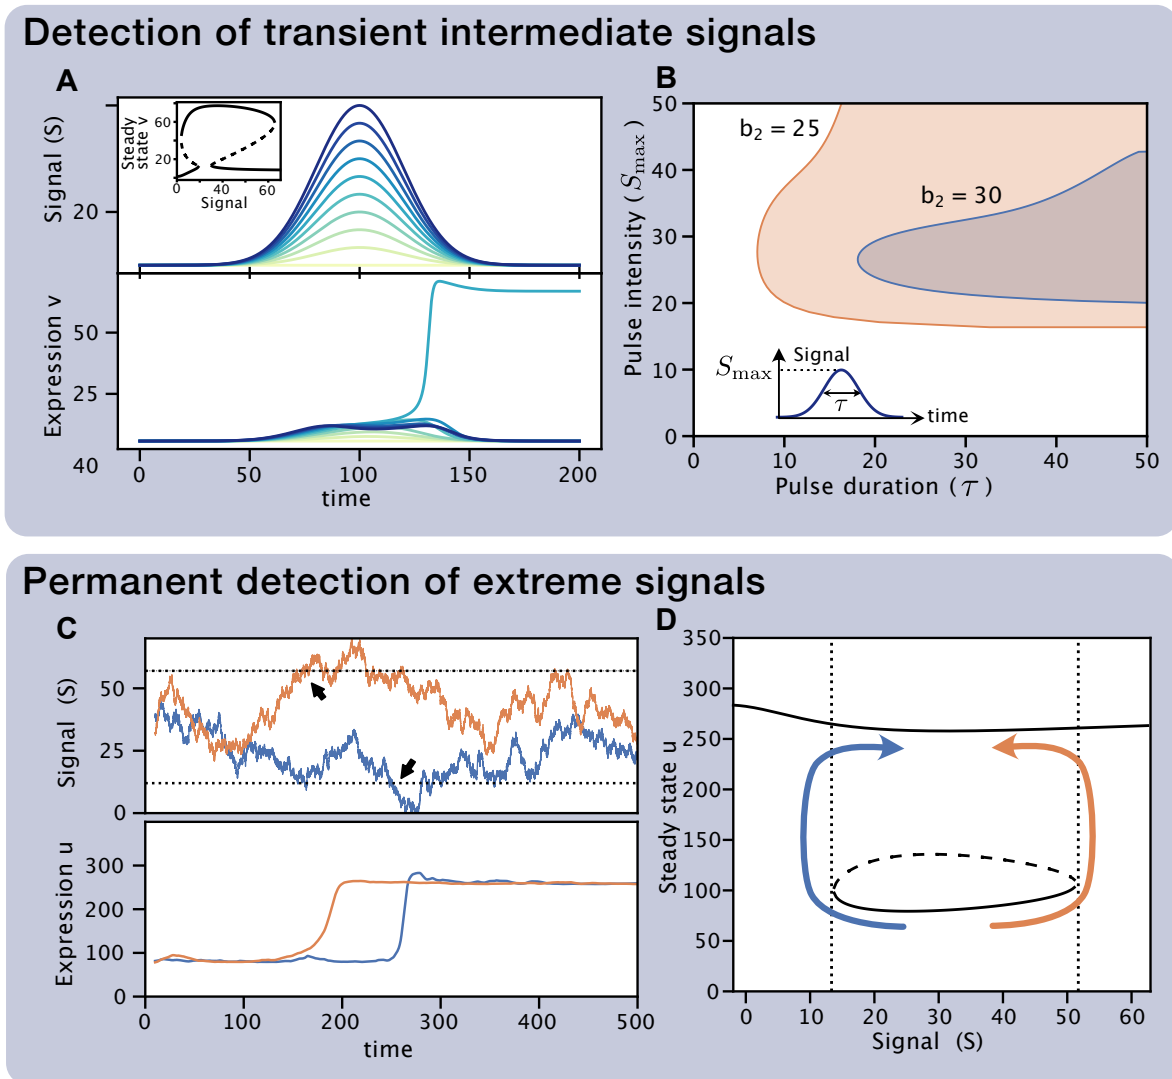 Detection of transient intermediate signals
A
Signal (S)
20
Steady
state v
60
20
0
40
60
Signal
Expression v
50
25
40
0
50
100
150
200
time
B
Pulse intensity ( S_max )
50
40
30
20
10
0
b₂ = 25
b₂ = 30
Signal
S_max
τ
time
0
10
20
30
40
50
Pulse duration ( τ )
Permanent detection of extreme signals
C
Signal (S)
50
25
0
Expression u
300
200
100
0
0
100
200
300
400
500
time
D
Steady state u
350
300
250
200
150
100
50
0
0
10
20
30
40
50
60
Signal (S)